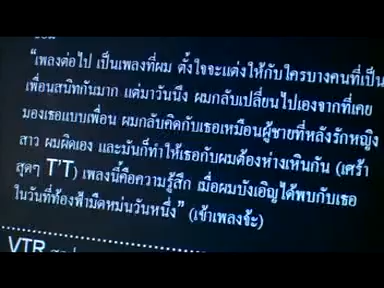 "เพลงต่อไป เป็นเพลงที่ผม ตั้งใจจะแต่งให้กับใครบางคนที่เป็น
เพื่อนสนิทกันมาก แต่มาวันนึง ผมกลับเปลี่ยนไปเองจากที่เคย
มองเธอแบบเพื่อน ผมกลับคิดกับเธอเหมือนผู้ชายที่หลังรักหญิง
สาว ผมผิดเอง และมันก็ทำให้เธอกับผมต้องห่างเหินกัน (เศร้า
สุดๆ T'T) เพลงนี้คือความรู้สึก เมื่อผมบังเอิญได้พบกับเธอ
ในวันที่ท้องฟ้ามืดหม่นวันหนึ่ง" (เข้าเพลงจ้ะ)
VTR